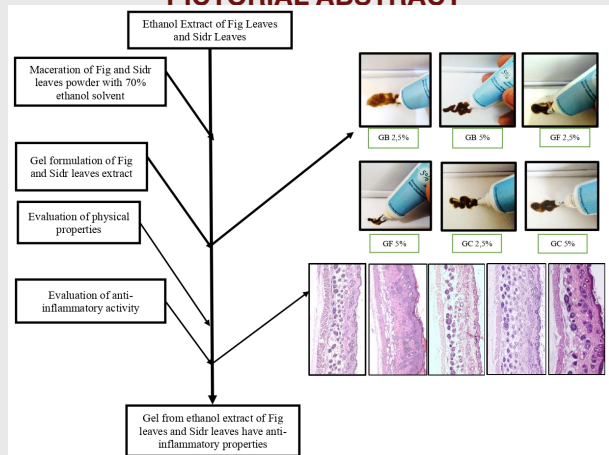 PICTORIAL ABSTRACT
Ethanol Extract of Fig Leaves
and Sidr Leaves
Maceration of Fig and Sidr
leaves powder with 70%
ethanol solvent
Gel formulation of Fig
and Sidr leaves extract
Evaluation of physical
properties
Evaluation of anti-
inflammatory activity
GB 2,5%
GB 5%
GF 2,5%
GF 5%
GC 2,5%
GC 5%
Gel from ethanol extract of Fig
leaves and Sidr leaves have anti-
inflammatory properties